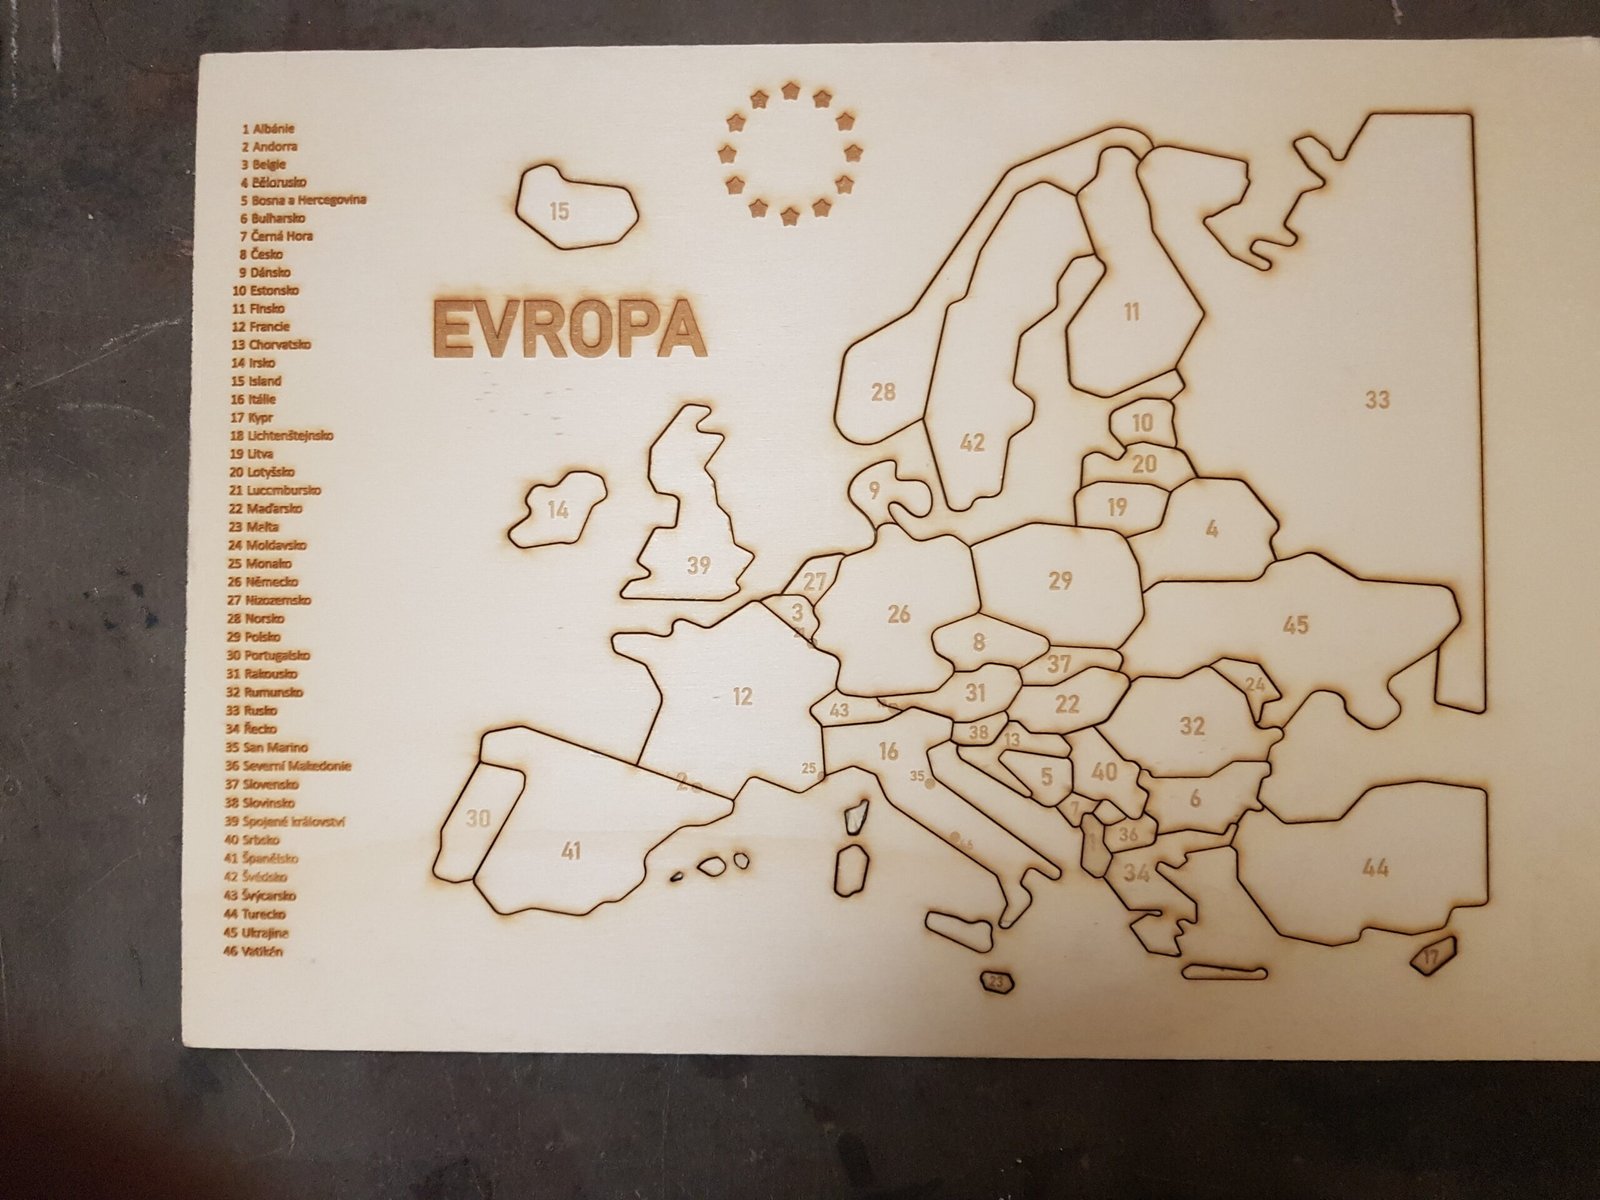 1 Albánie
2 Andorra
3 Belgie
4 Bělorusko
5 Bosna a Hercegovina
6 Bulharsko
7 Černá Hora
8 Česko
9 Dánsko
10 Estonsko
11 Finsko
12 Francie
13 Chorvatsko
14 Irsko
15 Island
16 Itálie
17 Kypr
18 Lichtenštejnsko
19 Litva
20 Lotyšsko
21 Lucembursko
22 Maďarsko
23 Malta
24 Moldavsko
25 Monako
26 Německo
27 Nizozemsko
28 Norsko
29 Polsko
30 Portugalsko
31 Rakousko
32 Rumunsko
33 Rusko
34 Řecko
35 San Marino
36 Severní Makedonie
37 Slovensko
38 Slovinsko
39 Spojené království
40 Srbsko
41 Španělsko
42 Švédsko
43 Švýcarsko
44 Turecko
45 Ukrajina
46 Vatikán
EVROPA
15
11
28
33
42
10
20
9
19
14
4
39
27
29
3
26
45
8
37
12
31
24
43
22
32
38
13
16
25
35
5
40
2
6
30
7
36
1
46
41
34
44
17
23